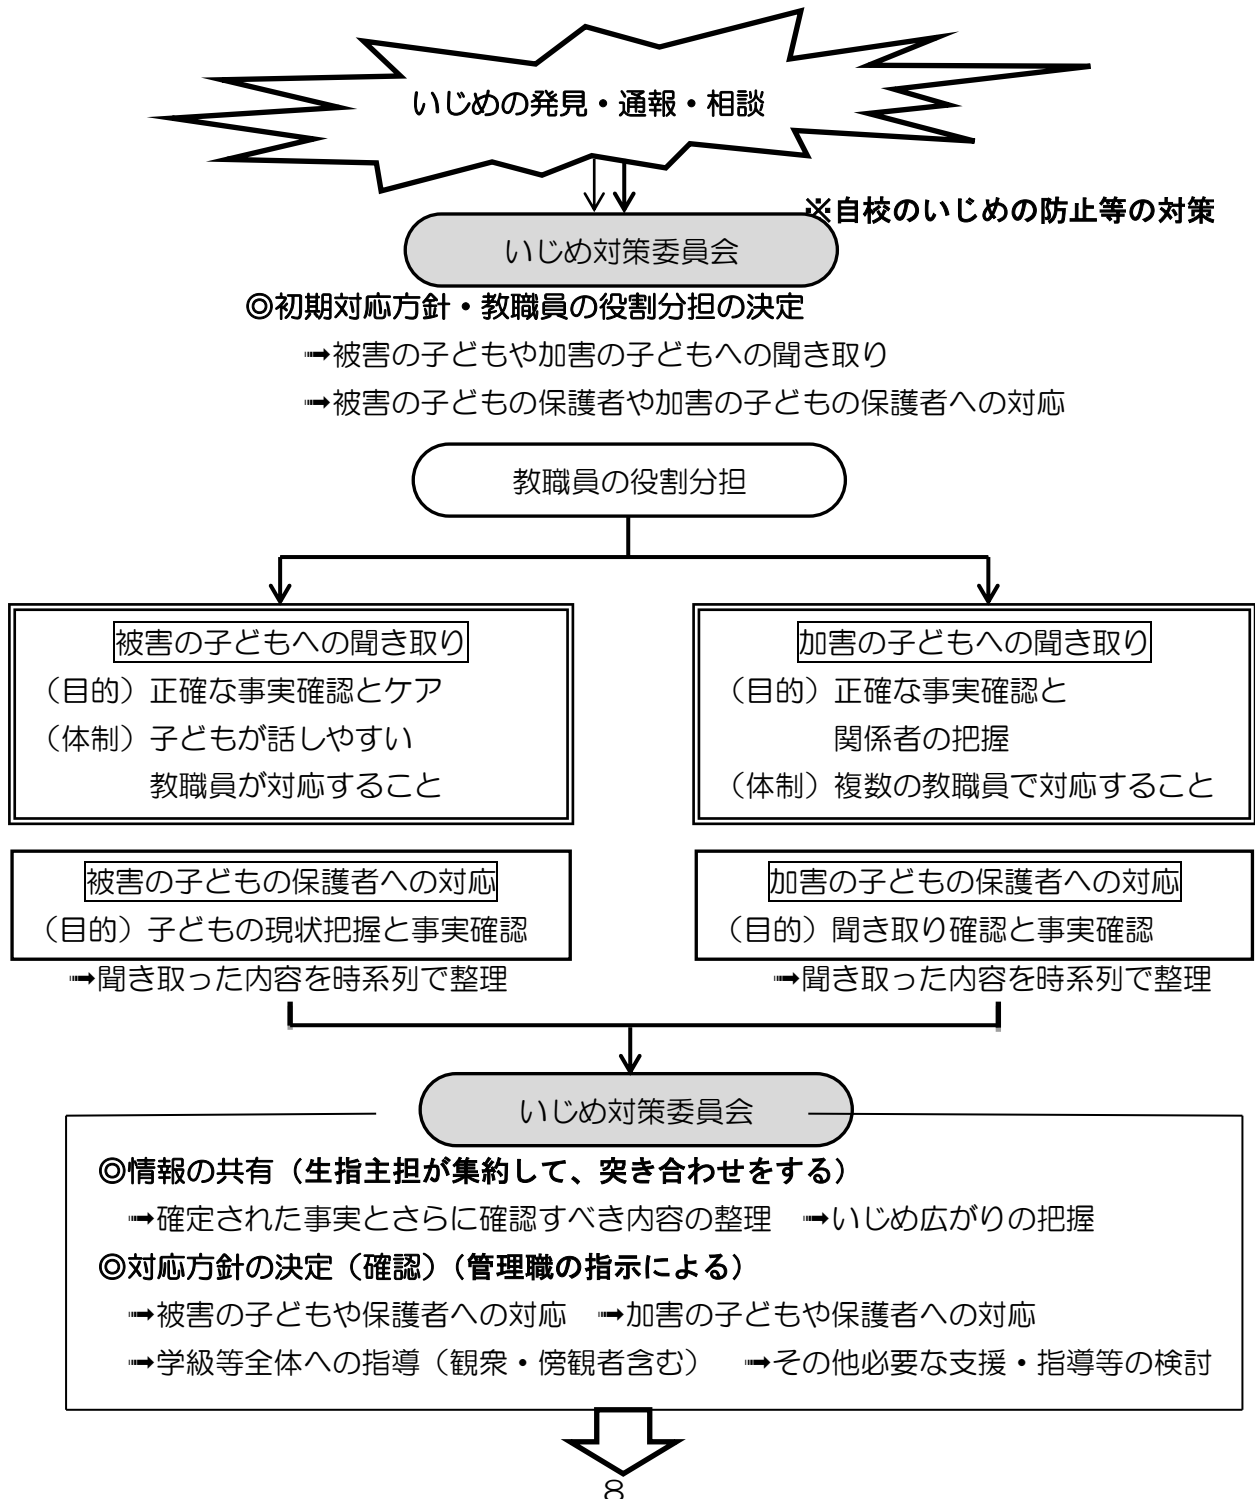 いじめの発見・通報・相談
※自校のいじめの防止等の対策
いじめ対策委員会
◎初期対応方針・教職員の役割分担の決定
➟被害の子どもや加害の子どもへの聞き取り
➟被害の子どもの保護者や加害の子どもの保護者への対応
教職員の役割分担
被害の子どもへの聞き取り
（目的）正確な事実確認とケア
（体制）子どもが話しやすい
教職員が対応すること
加害の子どもへの聞き取り
（目的）正確な事実確認と
関係者の把握
（体制）複数の教職員で対応すること
被害の子どもの保護者への対応
（目的）子どもの現状把握と事実確認
➟聞き取った内容を時系列で整理
加害の子どもの保護者への対応
（目的）聞き取り確認と事実確認
➟聞き取った内容を時系列で整理
いじめ対策委員会
◎情報の共有（生指主担が集約して、突き合わせをする）
➟確定された事実とさらに確認すべき内容の整理　➟いじめ広がりの把握
◎対応方針の決定（確認）（管理職の指示による）
➟被害の子どもや保護者への対応　➟加害の子どもや保護者への対応
➟学級等全体への指導（観衆・傍観者含む）　➟その他必要な支援・指導等の検討
8